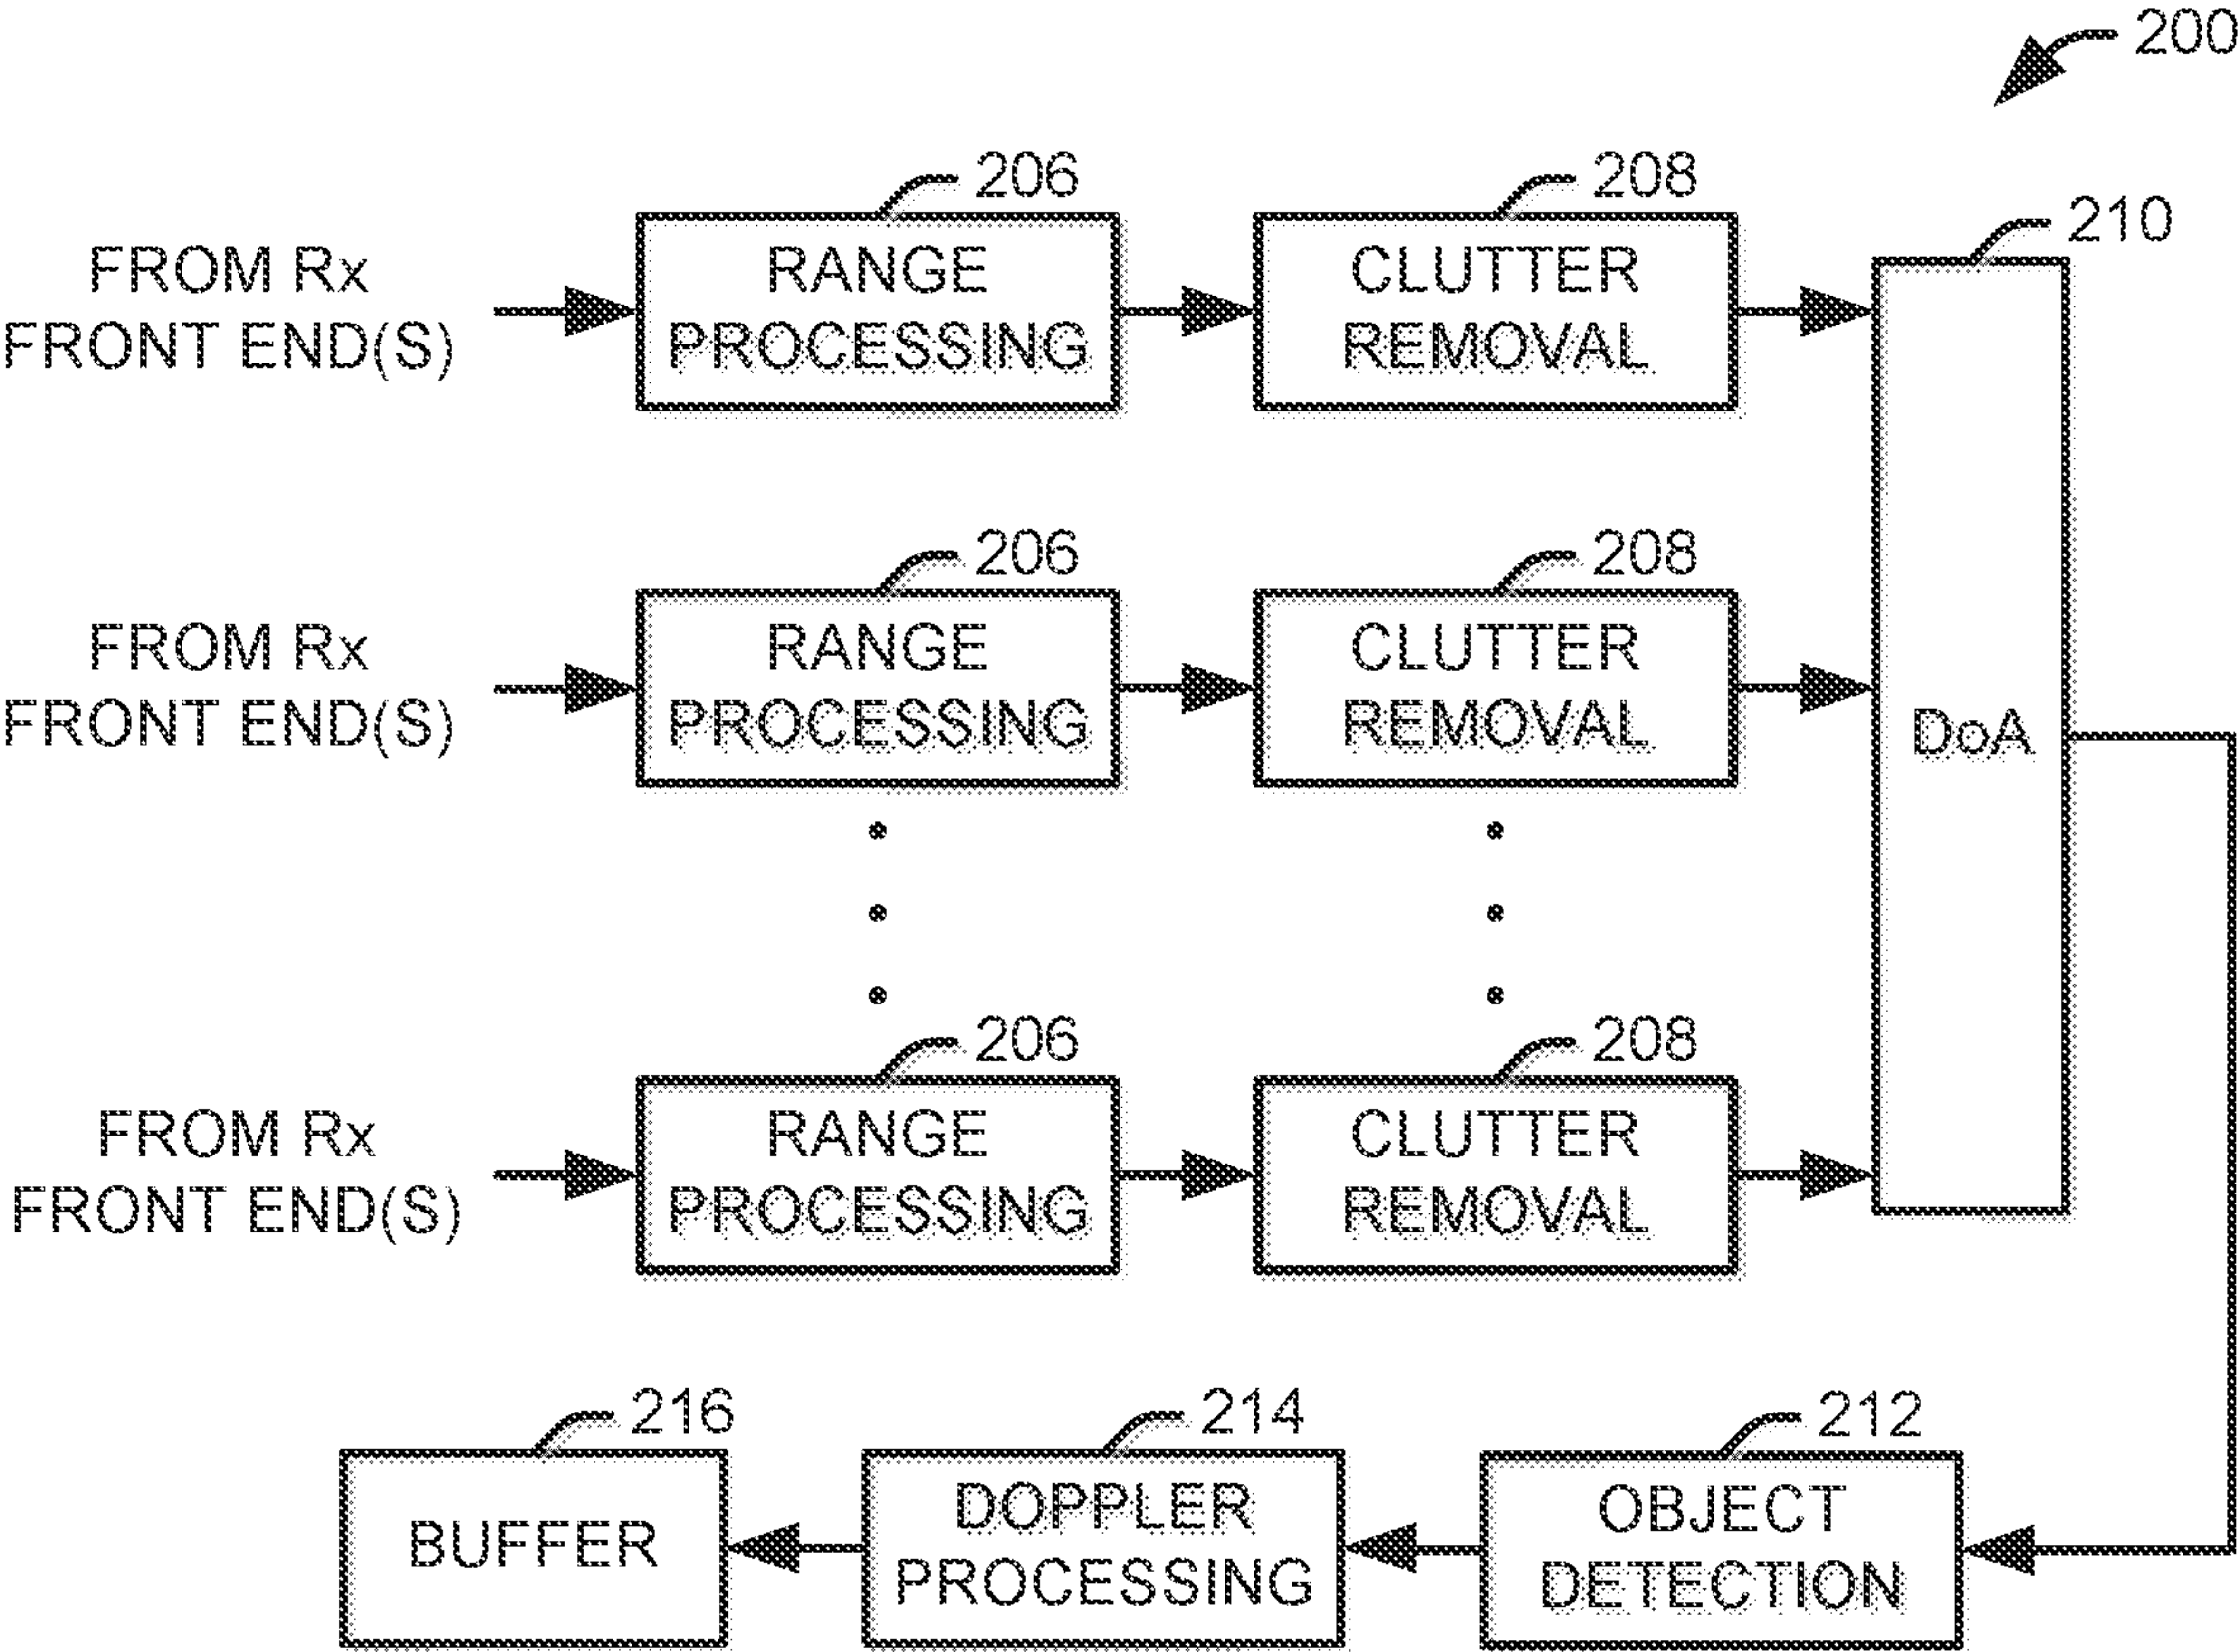 200
206
208
210
FROM Rx
FRONT END(S)
RANGE
PROCESSING
CLUTTER
REMOVAL
206
208
FROM Rx
FRONT END(S)
RANGE
PROCESSING
CLUTTER
REMOVAL
DoA
206
208
FROM Rx
FRONT END(S)
RANGE
PROCESSING
CLUTTER
REMOVAL
216
214
212
BUFFER
DOPPLER
PROCESSING
OBJECT
DETECTION